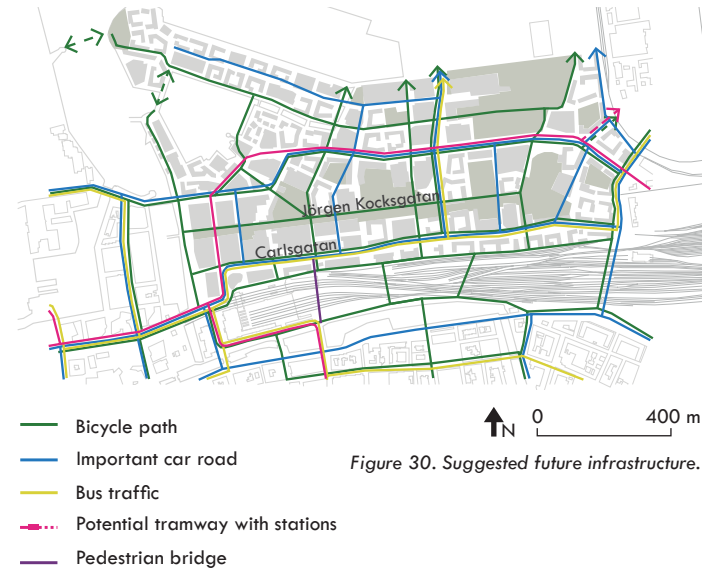 Jörgen Kocksgatan
Carlsgatan
Bicycle path
Important car road
Bus traffic
Potential tramway with stations
Pedestrian bridge
N
0 400 m
Figure 30. Suggested future infrastructure.